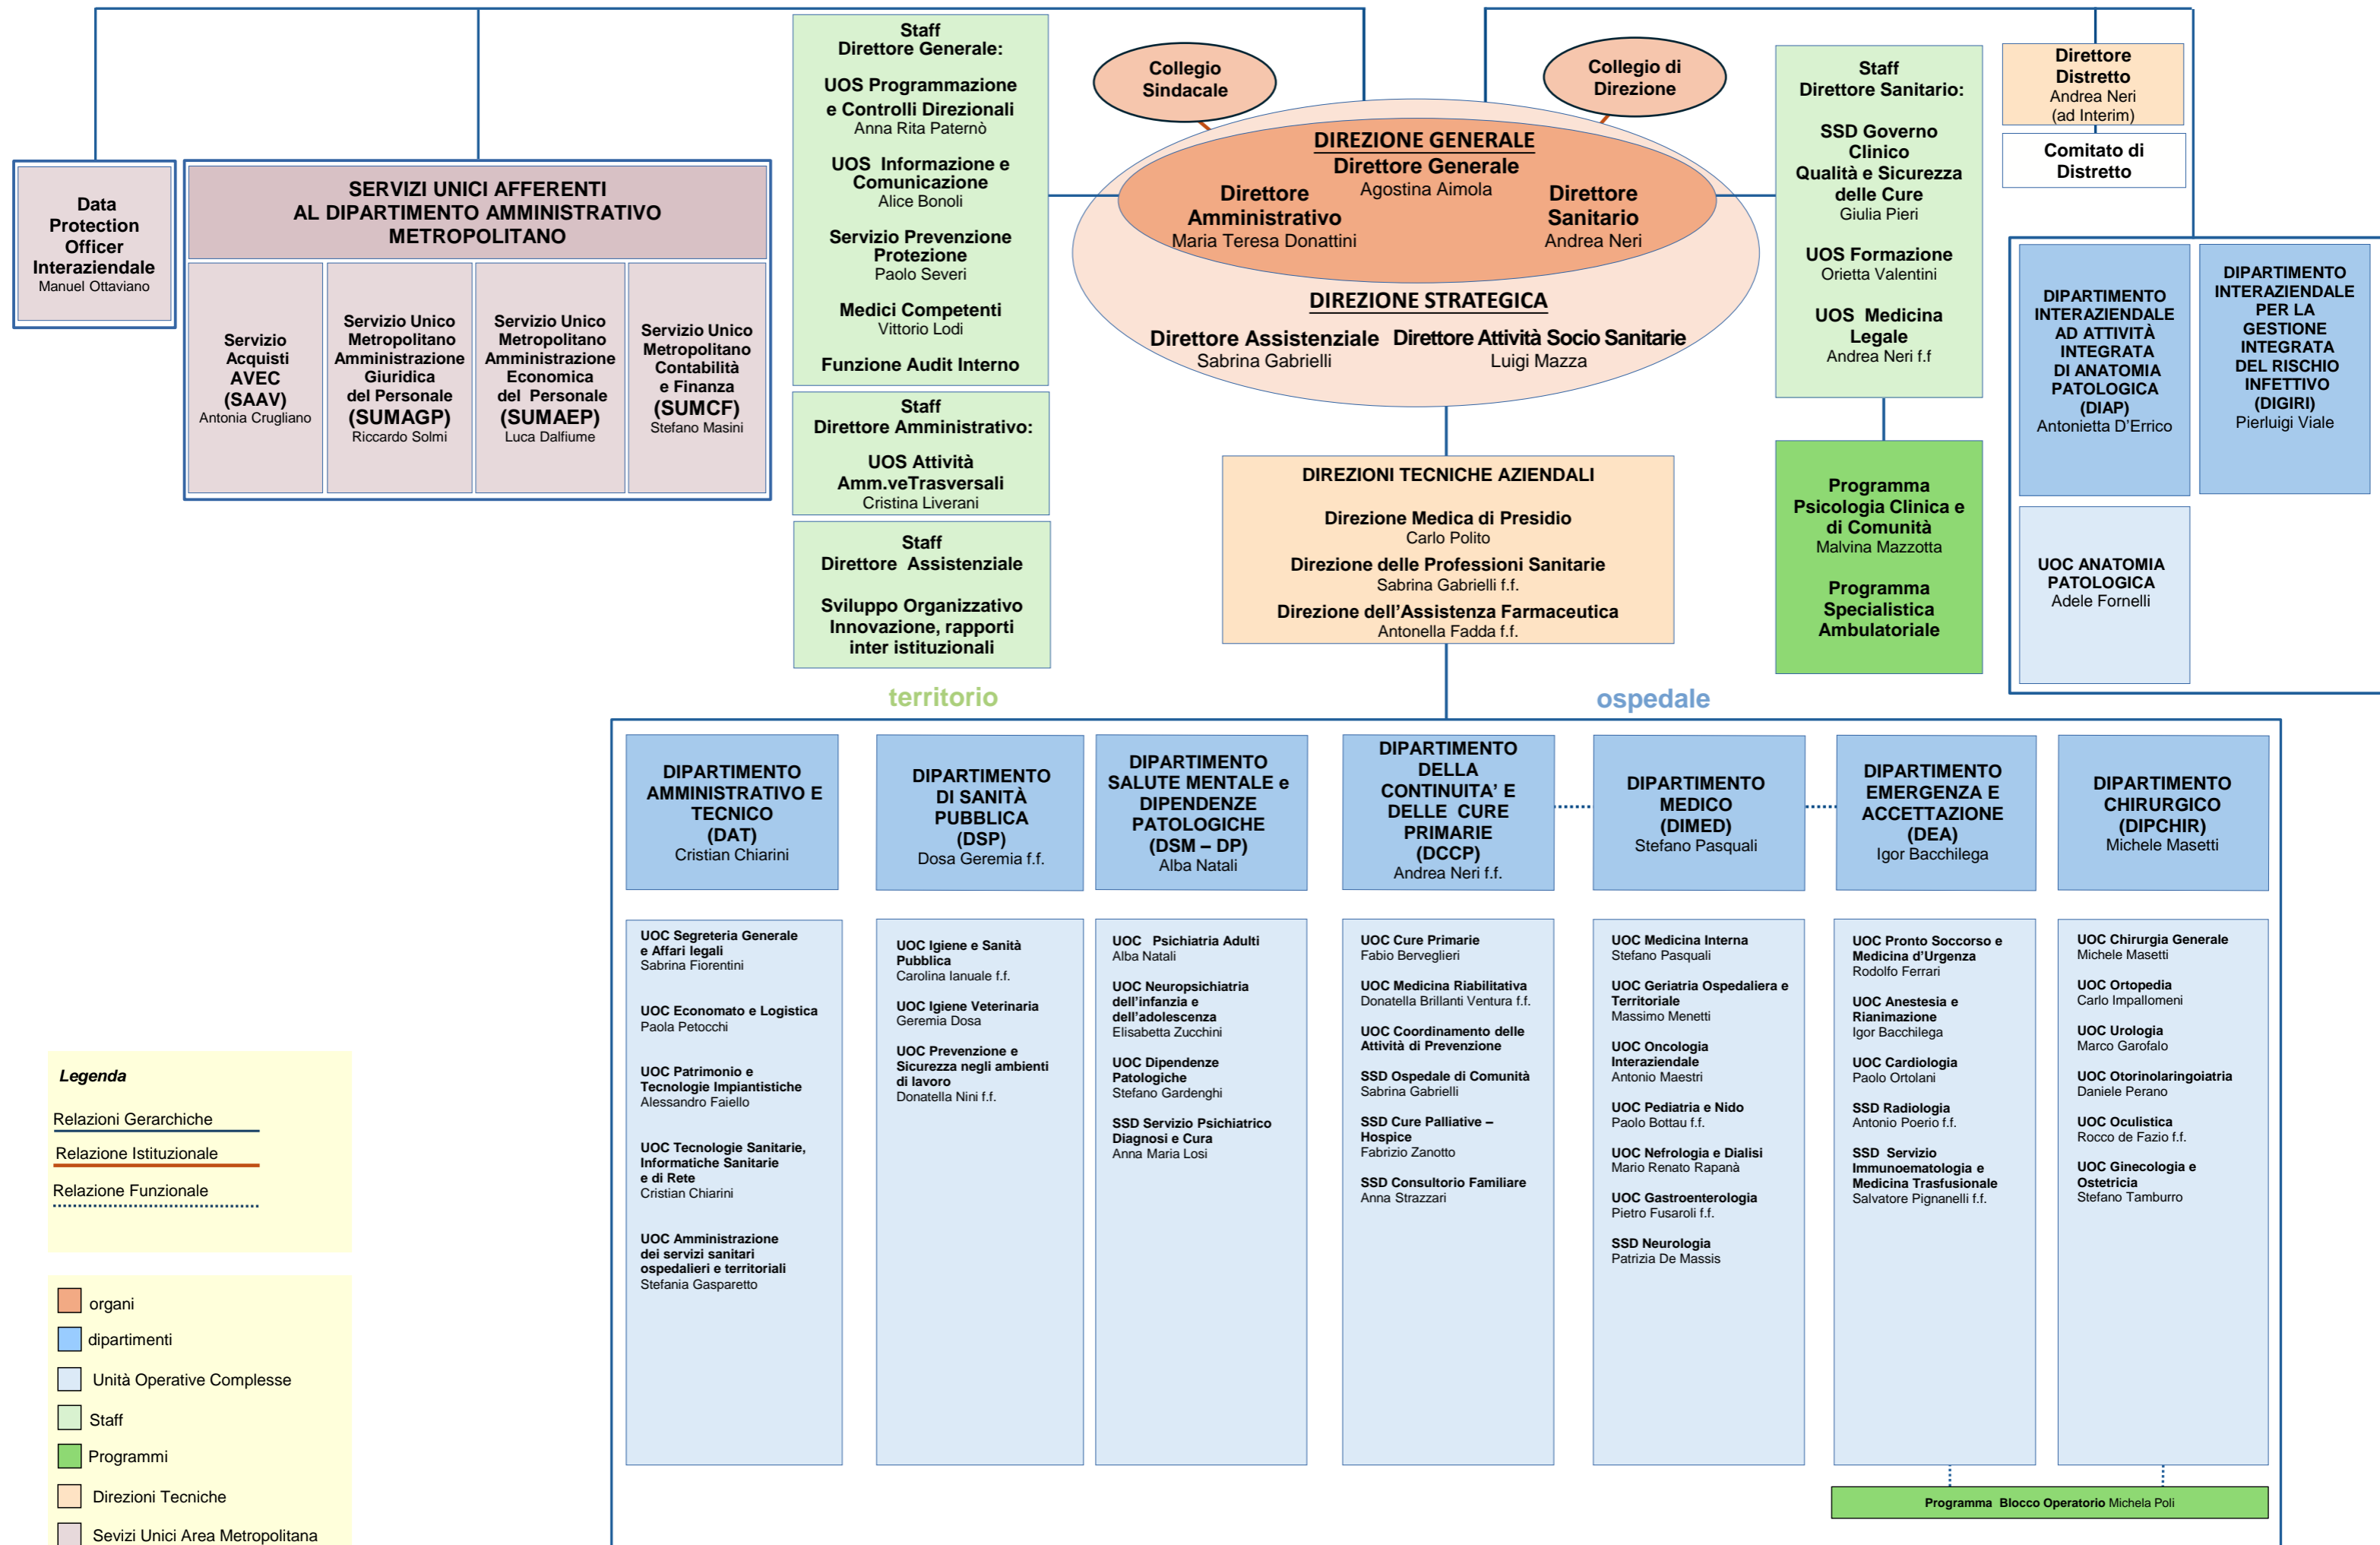 Staff
Direttore Generale:
UOS Programmazione
e Controlli Direzionali
Anna Rita Paternò
UOS Informazione e
Comunicazione
Alice Bonoli
Servizio Prevenzione
Protezione
Paolo Severi
Medici Competenti
Vittorio Lodi
Funzione Audit Interno
Collegio
Sindacale
Collegio di
Direzione
Staff
Direttore Sanitario:
SSD Governo
Clinico
Qualità e Sicurezza
delle Cure
Giulia Pieri
UOS Formazione
Orietta Valentini
UOS Medicina
Legale
Andrea Neri f.f
Direttore
Distretto
Andrea Neri
(ad Interim)
Comitato di
Distretto
DIREZIONE GENERALE
Direttore Generale
Agostina Aimola
Direttore
Amministrativo
Maria Teresa Donattini
Direttore
Sanitario
Andrea Neri
DIREZIONE STRATEGICA
Direttore Assistenziale
Sabrina Gabrielli
Direttore Attività Socio Sanitarie
Luigi Mazza
Data
Protection
Officer
Interaziendale
Manuel Ottaviano
SERVIZI UNICI AFFERENTI
AL DIPARTIMENTO AMMINISTRATIVO
METROPOLITANO
Servizio
Acquisti
AVEC
(SAAV)
Antonia Crugliano
Servizio Unico
Metropolitano
Amministrazione
Giuridica
del Personale
(SUMAGP)
Riccardo Solmi
Servizio Unico
Metropolitano
Amministrazione
Economica
del Personale
(SUMAEP)
Luca Dalfiume
Servizio Unico
Metropolitano
Contabilità
e Finanza
(SUMCF)
Stefano Masini
DIPARTIMENTO
INTERAZIENDALE
AD ATTIVITÀ
INTEGRATA
DI ANATOMIA
PATOLOGICA
(DIAP)
Antonietta D'Errico
DIPARTIMENTO
INTERAZIENDALE
PER LA
GESTIONE
INTEGRATA
DEL RISCHIO
INFETTIVO
(DIGIRI)
Pierluigi Viale
UOC ANATOMIA
PATOLOGICA
Adele Fornelli
Staff
Direttore Amministrativo:
UOS Attività
Amm.veTrasversali
Cristina Liverani
Staff
Direttore Assistenziale
Sviluppo Organizzativo
Innovazione, rapporti
inter istituzionali
DIREZIONI TECNICHE AZIENDALI
Direzione Medica di Presidio
Carlo Polito
Direzione delle Professioni Sanitarie
Sabrina Gabrielli f.f.
Direzione dell'Assistenza Farmaceutica
Antonella Fadda f.f.
Programma
Psicologia Clinica e
di Comunità
Malvina Mazzotta
Programma
Specialistica
Ambulatoriale
territorio
ospedale
DIPARTIMENTO
AMMINISTRATIVO E
TECNICO
(DAT)
Cristian Chiarini
DIPARTIMENTO
DI SANITÀ
PUBBLICA
(DSP)
Dosa Geremia f.f.
DIPARTIMENTO
SALUTE MENTALE e
DIPENDENZE
PATOLOGICHE
(DSM – DP)
Alba Natali
DIPARTIMENTO
DELLA
CONTINUITA' E
DELLE CURE
PRIMARIE
(DCCP)
Andrea Neri f.f.
DIPARTIMENTO
MEDICO
(DIMED)
Stefano Pasquali
DIPARTIMENTO
EMERGENZA E
ACCETTAZIONE
(DEA)
Igor Bacchilega
DIPARTIMENTO
CHIRURGICO
(DIPCHIR)
Michele Masetti
UOC Segreteria Generale
e Affari legali
Sabrina Fiorentini
UOC Economato e Logistica
Paola Petocchi
UOC Patrimonio e
Tecnologie Impiantistiche
Alessandro Faiello
UOC Tecnologie Sanitarie,
Informatiche Sanitarie
e di Rete
Cristian Chiarini
UOC Amministrazione
dei servizi sanitari
ospedalieri e territoriali
Stefania Gasparetto
UOC Igiene e Sanità
Pubblica
Carolina Ianuale f.f.
UOC Igiene Veterinaria
Geremia Dosa
UOC Prevenzione e
Sicurezza negli ambienti
di lavoro
Donatella Nini f.f.
UOC Psichiatria Adulti
Alba Natali
UOC Neuropsichiatria
dell'infanzia e
dell'adolescenza
Elisabetta Zucchini
UOC Dipendenze
Patologiche
Stefano Gardenghi
SSD Servizio Psichiatrico
Diagnosi e Cura
Anna Maria Losi
UOC Cure Primarie
Fabio Berveglieri
UOC Medicina Riabilitativa
Donatella Brillanti Ventura f.f.
UOC Coordinamento delle
Attività di Prevenzione
SSD Ospedale di Comunità
Sabrina Gabrielli
SSD Cure Palliative –
Hospice
Fabrizio Zanotto
SSD Consultorio Familiare
Anna Strazzari
UOC Medicina Interna
Stefano Pasquali
UOC Geriatria Ospedaliera e
Territoriale
Massimo Menetti
UOC Oncologia
Interaziendale
Antonio Maestri
UOC Pediatria e Nido
Paolo Bottau f.f.
UOC Nefrologia e Dialisi
Mario Renato Rapanà
UOC Gastroenterologia
Pietro Fusaroli f.f.
SSD Neurologia
Patrizia De Massis
UOC Pronto Soccorso e
Medicina d'Urgenza
Rodolfo Ferrari
UOC Anestesia e
Rianimazione
Igor Bacchilega
UOC Cardiologia
Paolo Ortolani
SSD Radiologia
Antonio Poerio f.f.
SSD Servizio
Immunoematologia e
Medicina Trasfusionale
Salvatore Pignanelli f.f.
UOC Chirurgia Generale
Michele Masetti
UOC Ortopedia
Carlo Impallomeni
UOC Urologia
Marco Garofalo
UOC Otorinolaringoiatria
Daniele Perano
UOC Oculistica
Rocco de Fazio f.f.
UOC Ginecologia e
Ostetricia
Stefano Tamburro
Programma Blocco Operatorio Michela Poli
Legenda
Relazioni Gerarchiche
Relazione Istituzionale
Relazione Funzionale
organi
dipartimenti
Unità Operative Complesse
Staff
Programmi
Direzioni Tecniche
Sevizi Unici Area Metropolitana